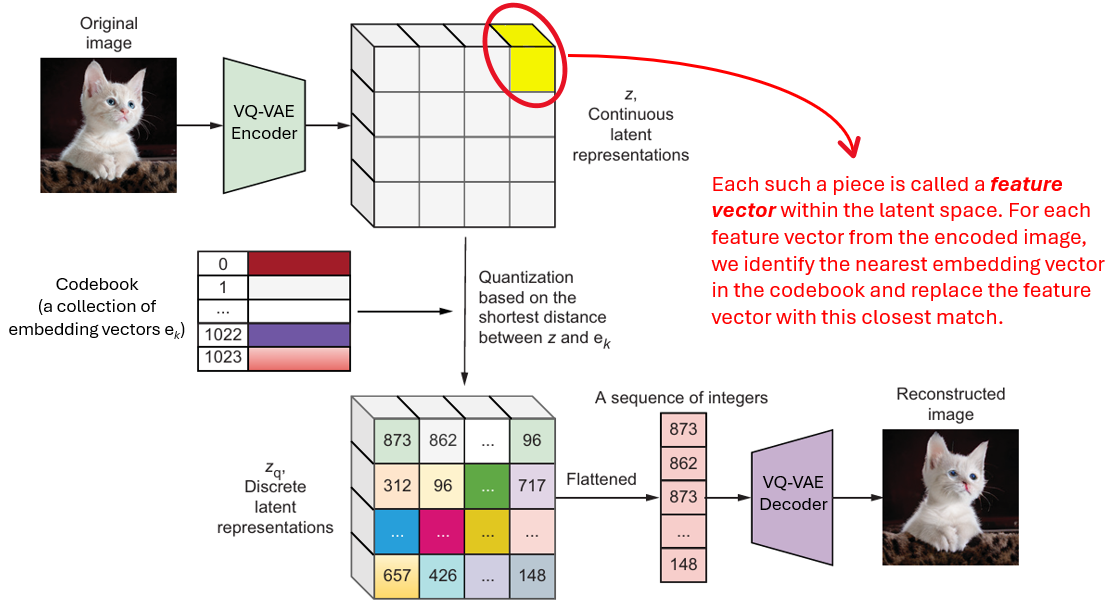 Original
image
VQ-VAE
Encoder
z,
Continuous
latent
representations
Each such a piece is called a feature
vector within the latent space. For each
feature vector from the encoded image,
we identify the nearest embedding vector
in the codebook and replace the feature
vector with this closest match.
Codebook
(a collection of
embedding vectors eₖ)
0
1
...
1022
1023
Quantization
based on the
shortest distance
between z and eₖ
z_q,
Discrete
latent
representations
873 862 ... 96
312 96 ... 717
... ... ... ...
657 426 ... 148
Flattened
A sequence of integers
873
862
873
...
148
VQ-VAE
Decoder
Reconstructed
image